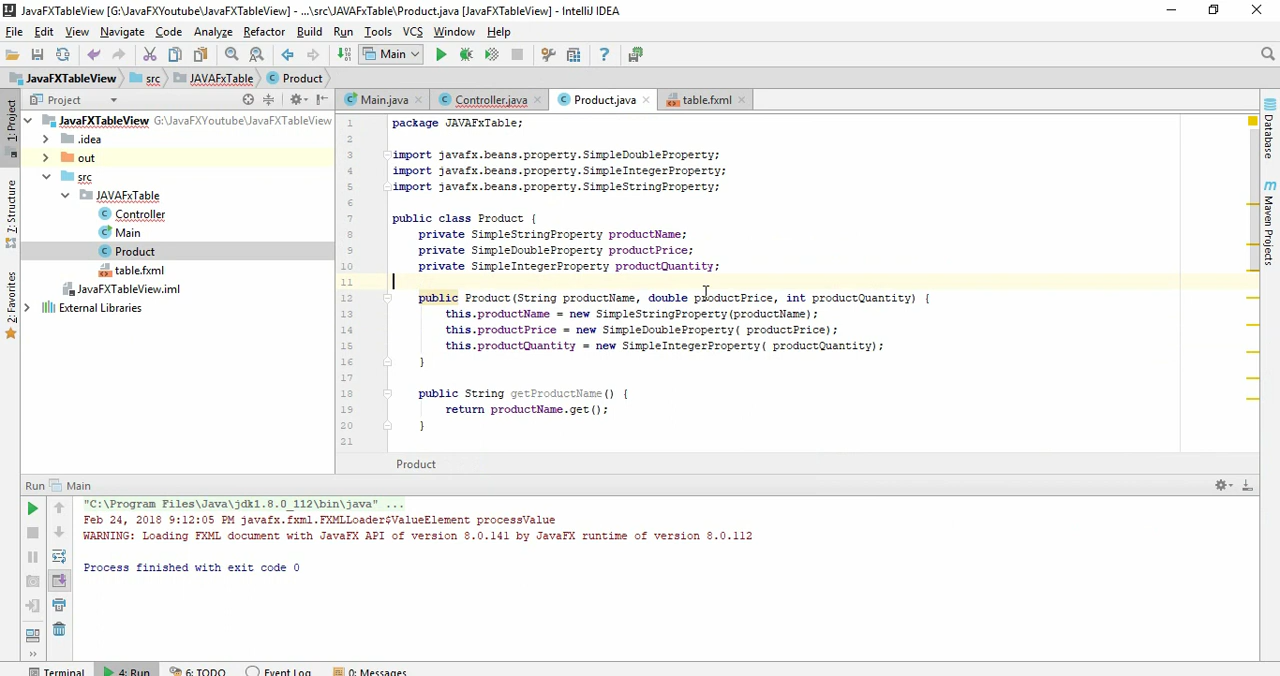 JavaFXTableView [G:\JavaFXYoutube\JavaFXTableView] - ...\src\JAVAFxTable\Product.java [JavaFXTableView] - IntelliJ IDEA
File Edit View Navigate Code Analyze Refactor Build Run Tools VCS Window Help
Main
JavaFXTableView src JAVAFxTable Product
Project
Main.java Controller.java Product.java table.fxml
1: Project
Z: Structure
2: Favorites
JavaFXTableView G:\JavaFXYoutube\JavaFXTableView
.idea
out
src
JAVAFxTable
Controller
Main
Product
table.fxml
JavaFXTableView.iml
External Libraries
1 package JAVAFxTable;
2
3 import javafx.beans.property.SimpleDoubleProperty;
4 import javafx.beans.property.SimpleIntegerProperty;
5 import javafx.beans.property.SimpleStringProperty;
6
7 public class Product {
8 private SimpleStringProperty productName;
9 private SimpleDoubleProperty productPrice;
10 private SimpleIntegerProperty productQuantity;
11
12 public Product(String productName, double productPrice, int productQuantity) {
13 this.productName = new SimpleStringProperty(productName);
14 this.productPrice = new SimpleDoubleProperty( productPrice);
15 this.productQuantity = new SimpleIntegerProperty( productQuantity);
16 }
17
18 public String getProductName() {
19 return productName.get();
20 }
21
Product
Database
Maven Projects
Run Main
"C:\Program Files\Java\jdk1.8.0_112\bin\java" ...
Feb 24, 2018 9:12:05 PM javafx.fxml.FXMLLoader$ValueElement processValue
WARNING: Loading FXML document with JavaFX API of version 8.0.141 by JavaFX runtime of version 8.0.112
Process finished with exit code 0
Terminal 4: Run 6: TODO Event Log 0: Messages